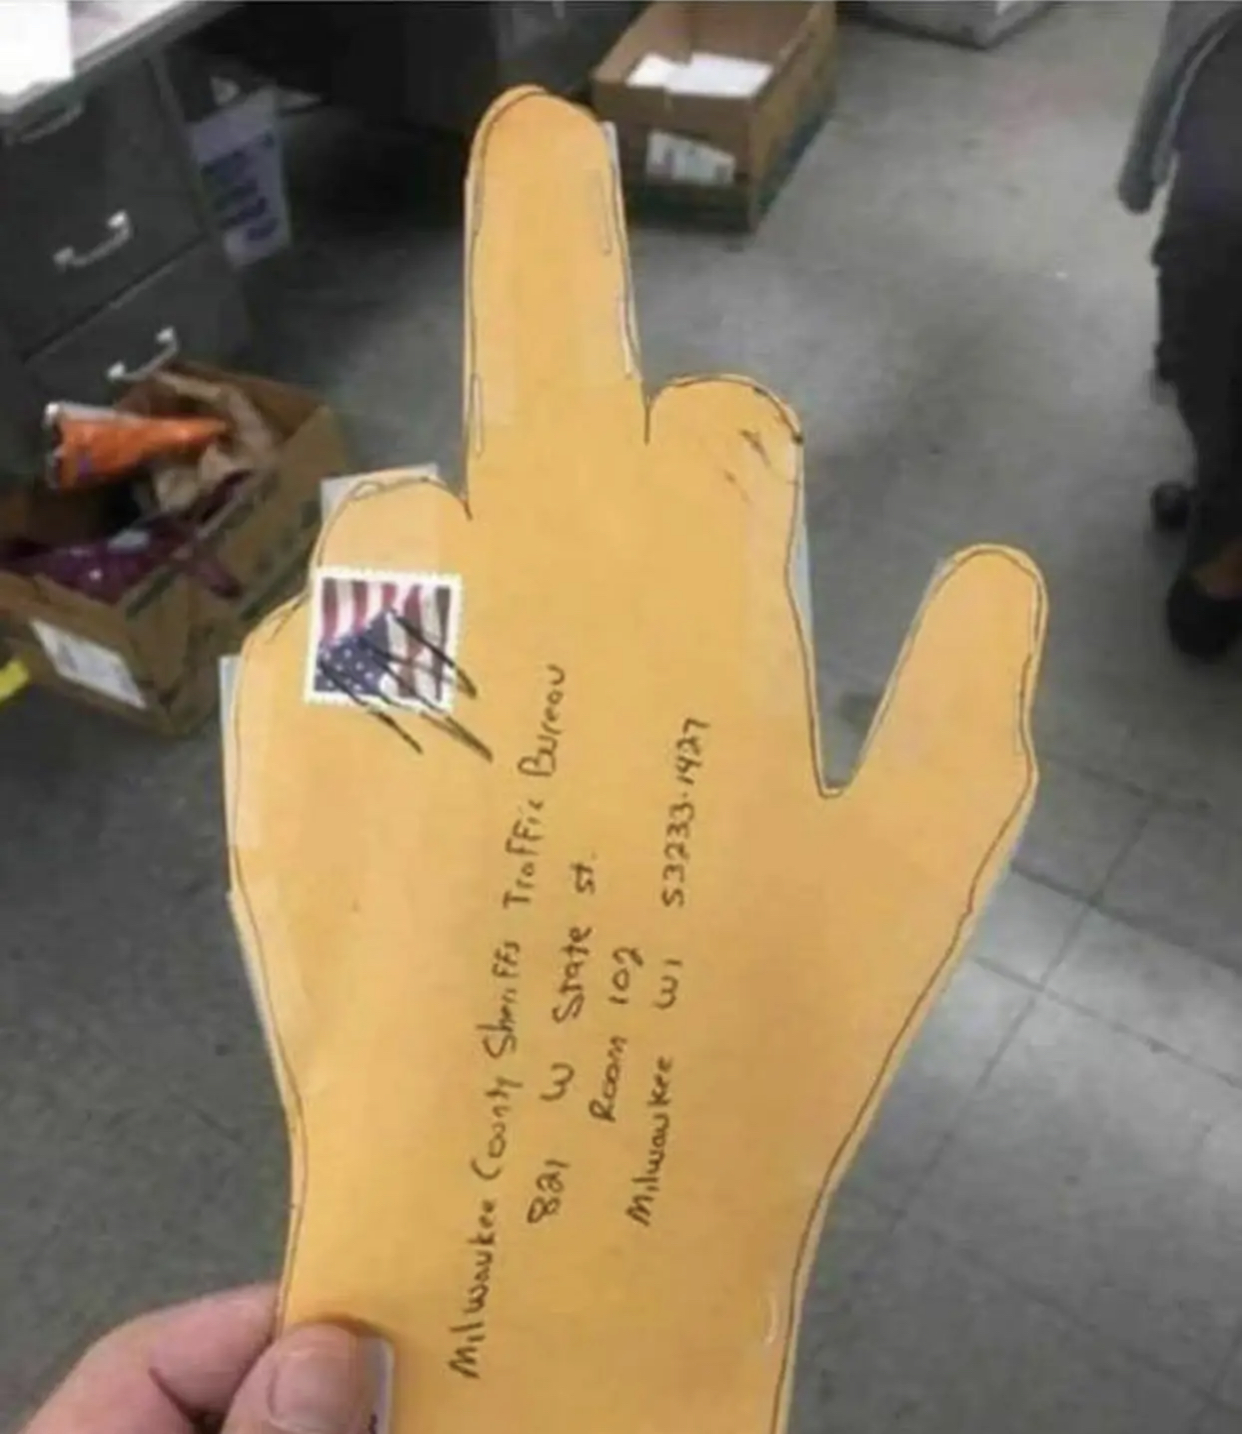 Milwaukee County Sheriffs Traffic Bureau
821 W State st.
Room 102
Milwaukee WI 53233-1427